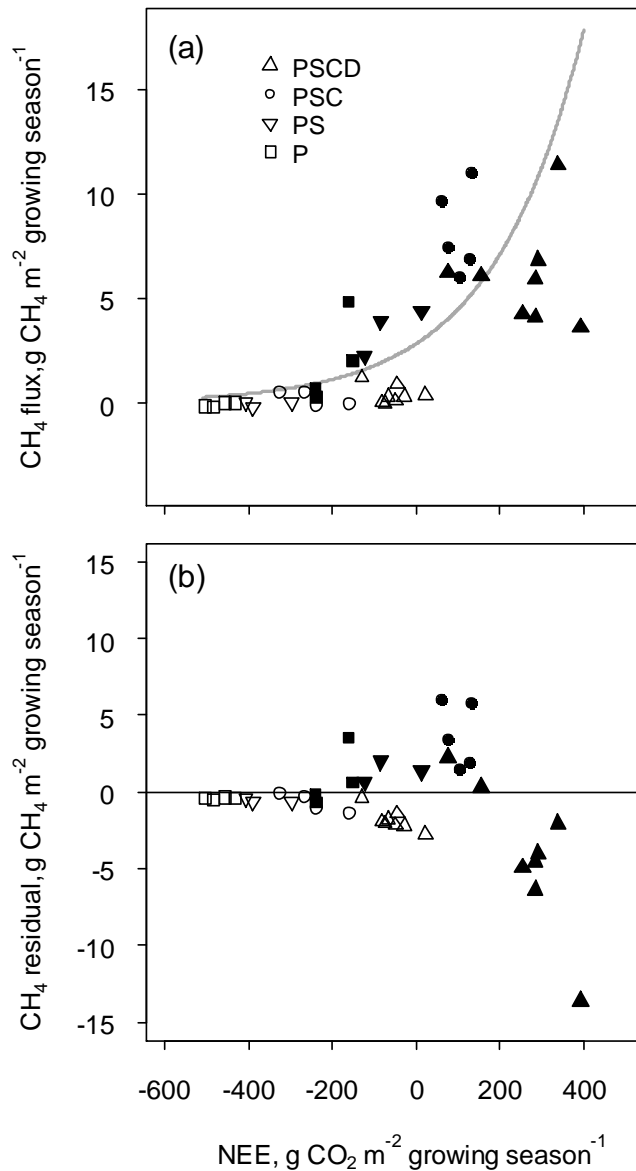 (a)
PSCD
PSC
PS
P
15
10
5
0
CH₄ flux, g CH₄ m⁻² growing season⁻¹
(b)
15
10
5
0
-5
-10
-15
CH₄ residual, g CH₄ m⁻² growing season⁻¹
-600 -400 -200 0 200 400
NEE, g CO₂ m⁻² growing season⁻¹